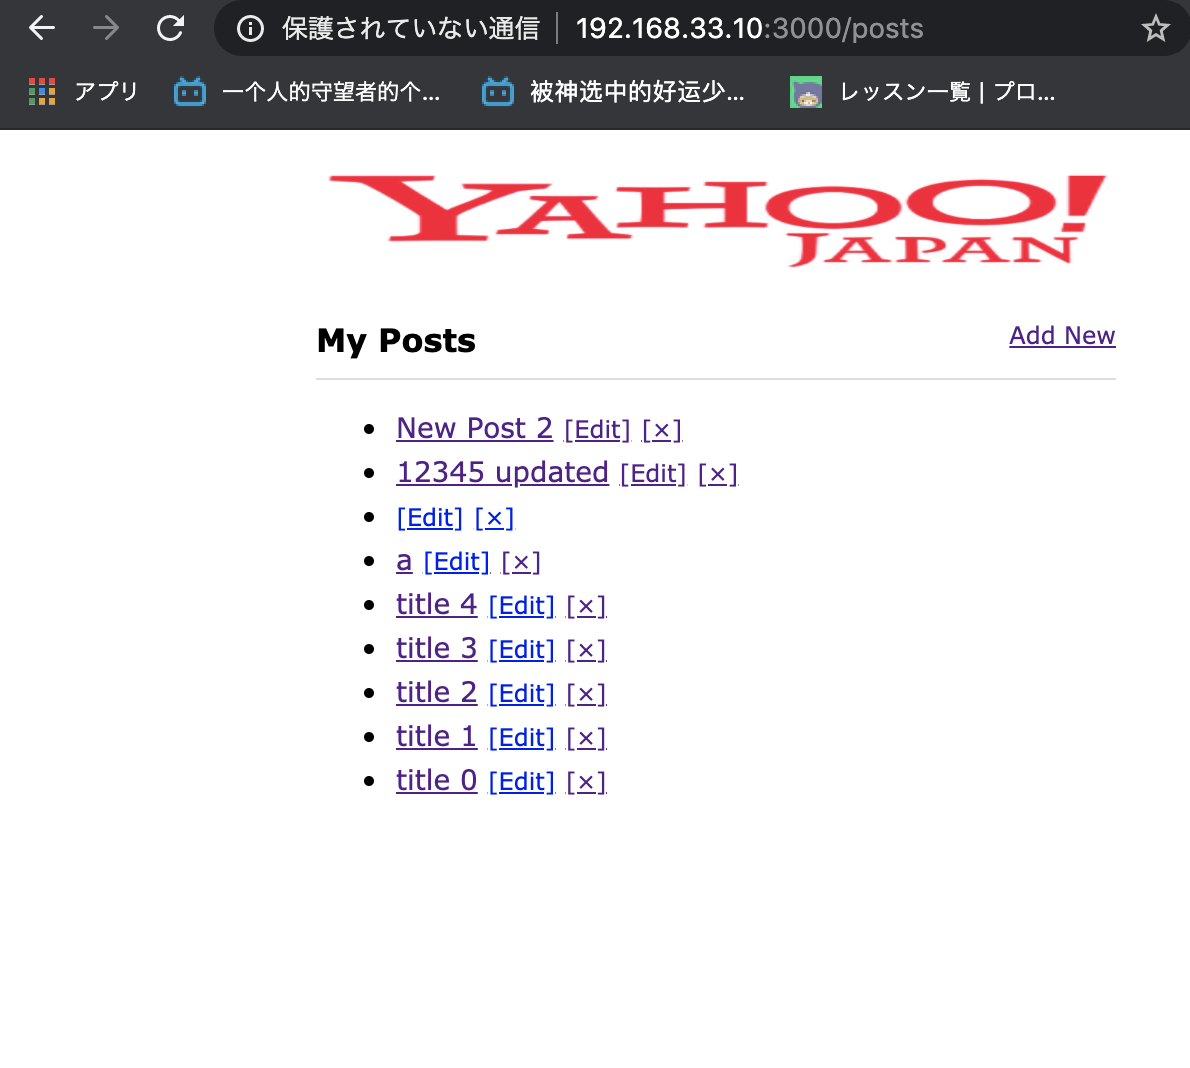 保護されていない通信 192.168.33.10:3000/posts
アプリ 一个人的守望者的个... 被神选中的好运少... レッスン一覧 | プロ...
YAHOO!
JAPAN
My Posts Add New
New Post 2 [Edit] [×]
12345 updated [Edit] [×]
[Edit] [×]
a [Edit] [×]
title 4 [Edit] [×]
title 3 [Edit] [×]
title 2 [Edit] [×]
title 1 [Edit] [×]
title 0 [Edit] [×]